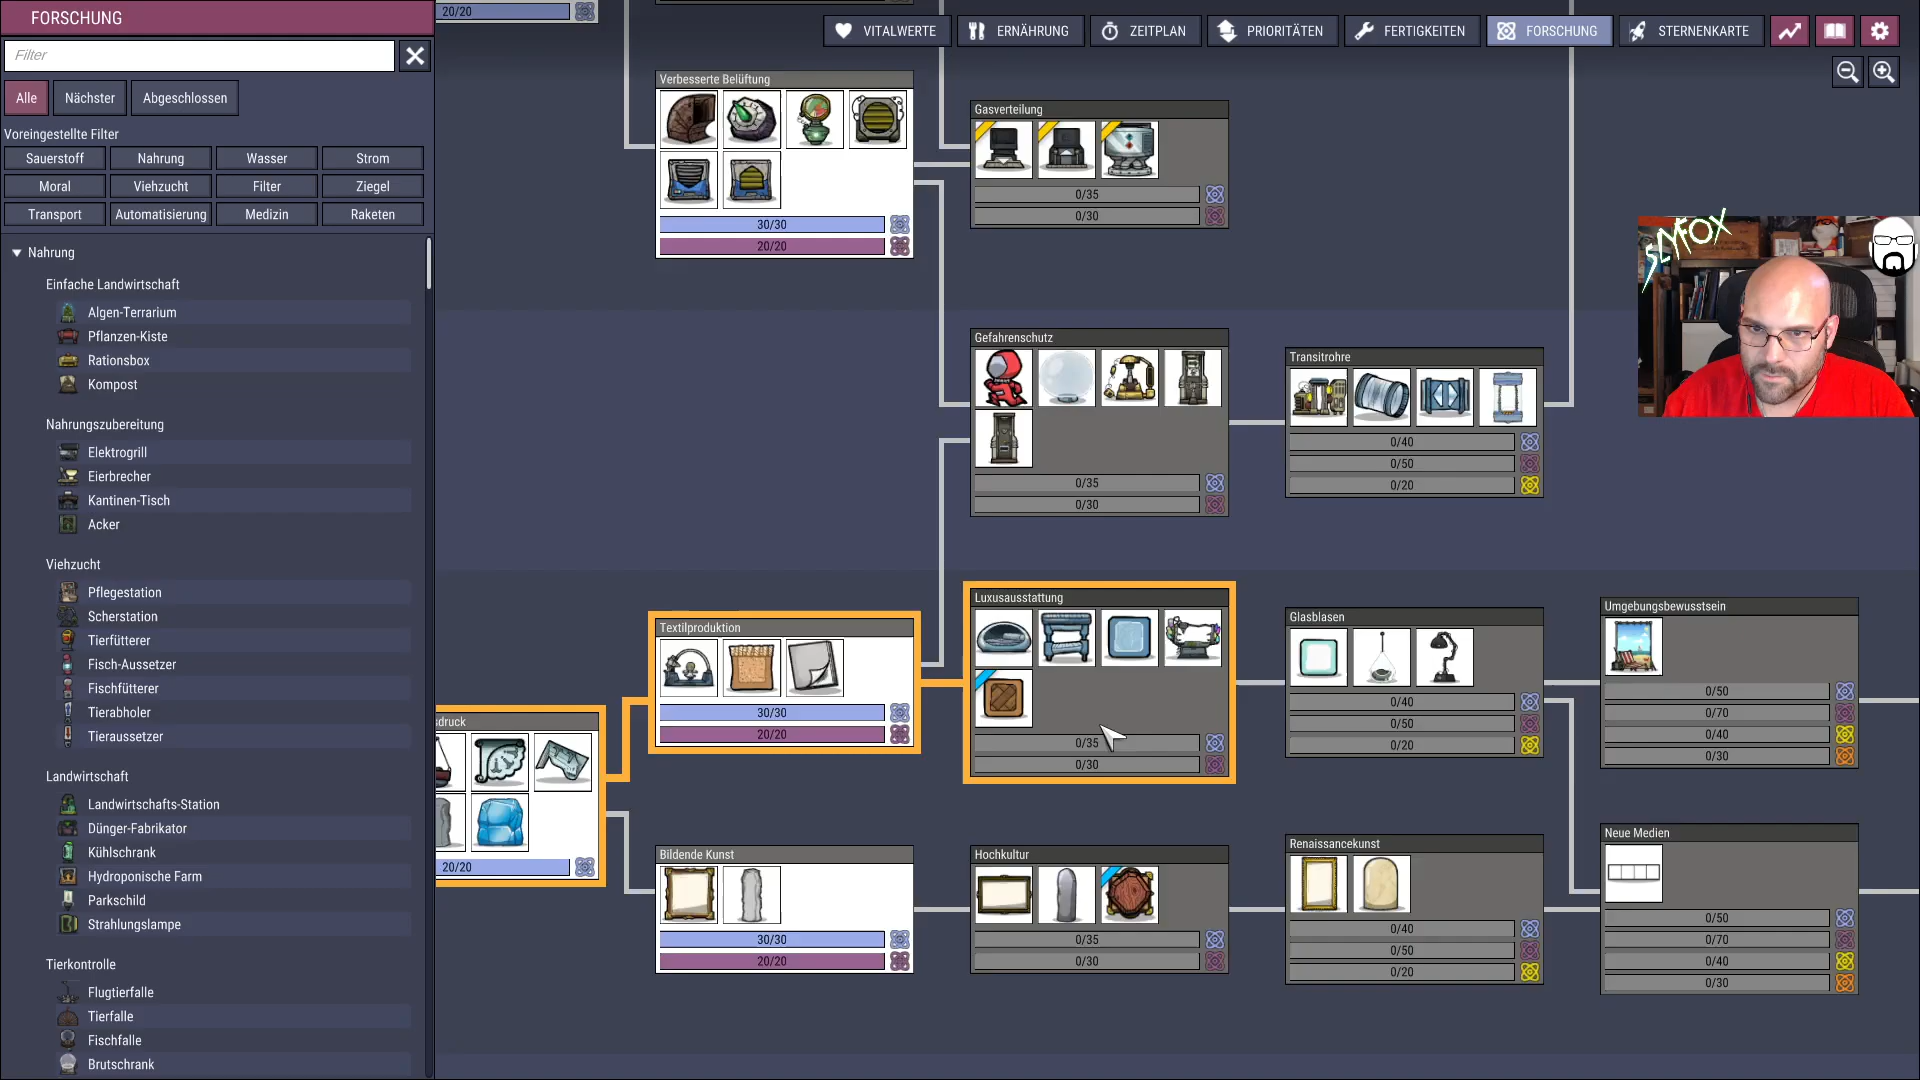 FORSCHUNG
20/20
VITALWERTE
ERNÄHRUNG
ZEITPLAN
PRIORITÄTEN
FERTIGKEITEN
FORSCHUNG
STERNENKARTE
Filter
Alle
Nächster
Abgeschlossen
Voreingestellte Filter
Sauerstoff
Nahrung
Wasser
Strom
Moral
Viehzucht
Filter
Ziegel
Transport
Automatisierung
Medizin
Raketen
Nahrung
Einfache Landwirtschaft
Algen-Terrarium
Pflanzen-Kiste
Rationsbox
Kompost
Nahrungszubereitung
Elektrogrill
Eierbrecher
Kantinen-Tisch
Acker
Viehzucht
Pflegestation
Scherstation
Tierfütterer
Fisch-Aussetzer
Fischfütterer
Tierabholer
Tieraussetzer
Landwirtschaft
Landwirtschafts-Station
Dünger-Fabrikator
Kühlschrank
Hydroponische Farm
Parkschild
Strahlungslampe
Tierkontrolle
Flugtierfalle
Tierfalle
Fischfalle
Brutschrank
Verbesserte Belüftung
30/30
20/20
Gasverteilung
0/35
0/30
Gefahrenschutz
0/35
0/30
Transitrohre
0/40
0/50
0/20
Textilproduktion
30/30
20/20
Luxusausstattung
0/35
0/30
Glasblasen
0/40
0/50
0/20
Umgebungsbewusstsein
0/50
0/70
0/40
0/30
sdruck
20/20
Bildende Kunst
30/30
20/20
Hochkultur
0/35
0/30
Renaissancekunst
0/40
0/50
0/20
Neue Medien
0/50
0/70
0/40
0/30
SLYFOX